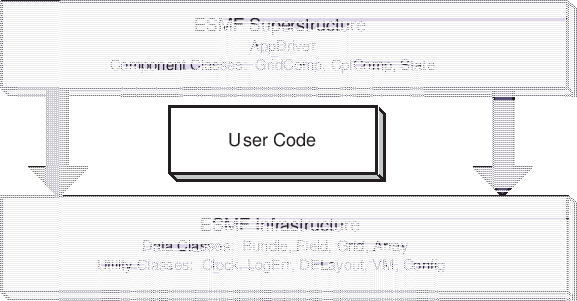 ESMF Superstructure
AppDriver
Component Classes: GridComp, CplComp, State
User Code
ESMF Infrastructure
Data Classes: Bundle, Field, Grid, Array
Utility Classes: Clock, LogErr, DELayout, VM, Config